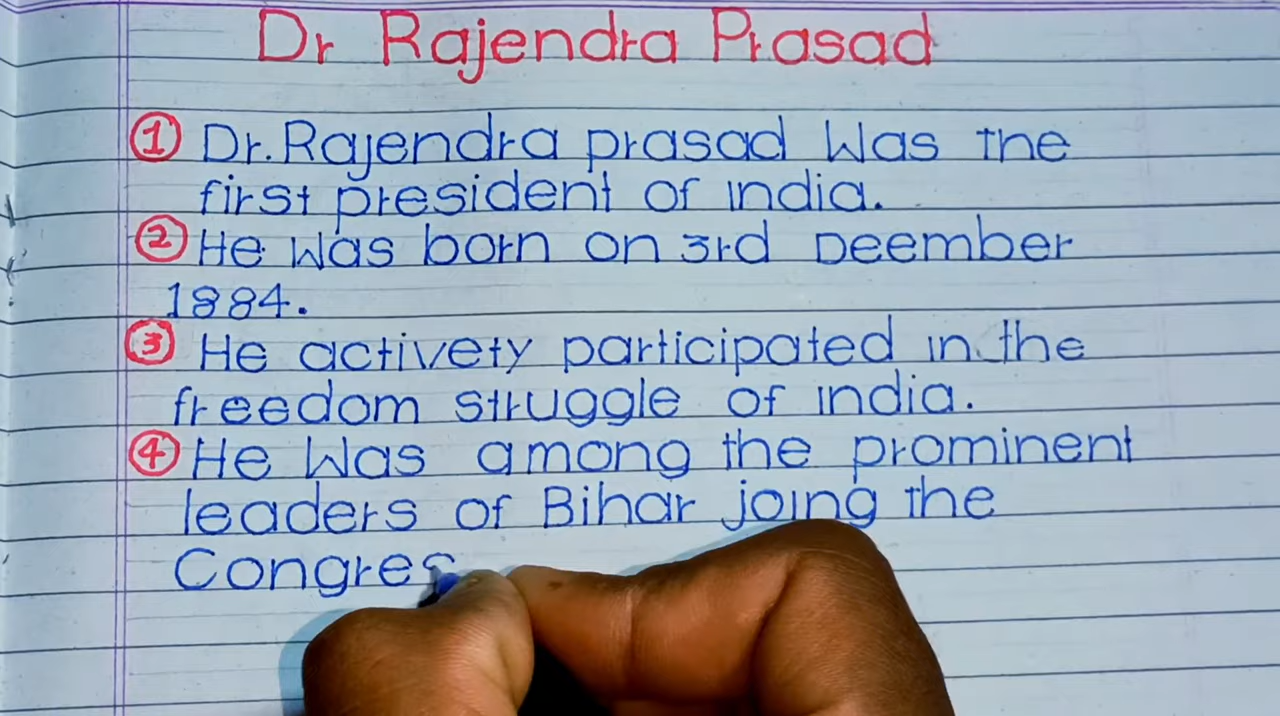 Dr Rajendra Prasad
① Dr. Rajendra prasad Was the
first president of india.
② He Was born on 3rd Deember
1884.
③ He activety participated in the
freedom struggle of india.
④ He Was among the prominent
leaders of Bihar joing the
Congres